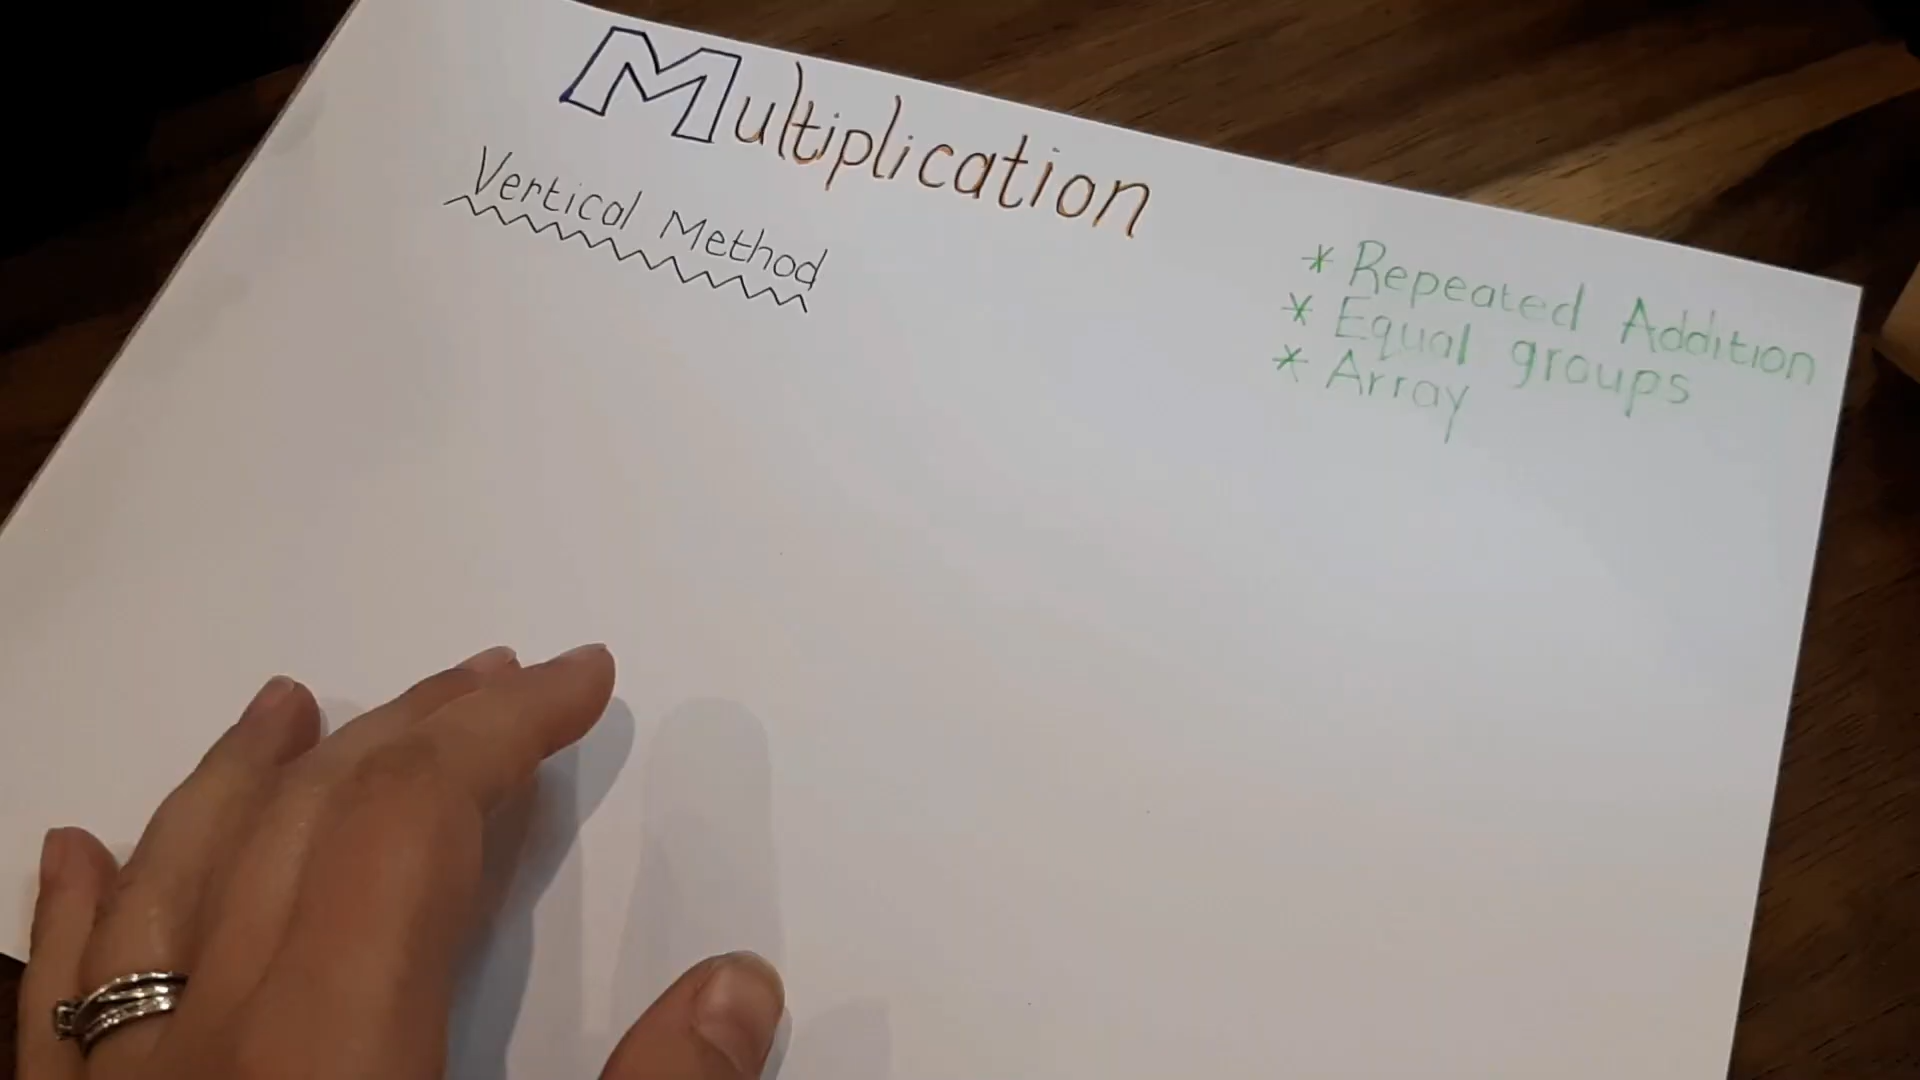 Multiplication
Vertical Method
* Repeated Addition
* Equal groups
* Array